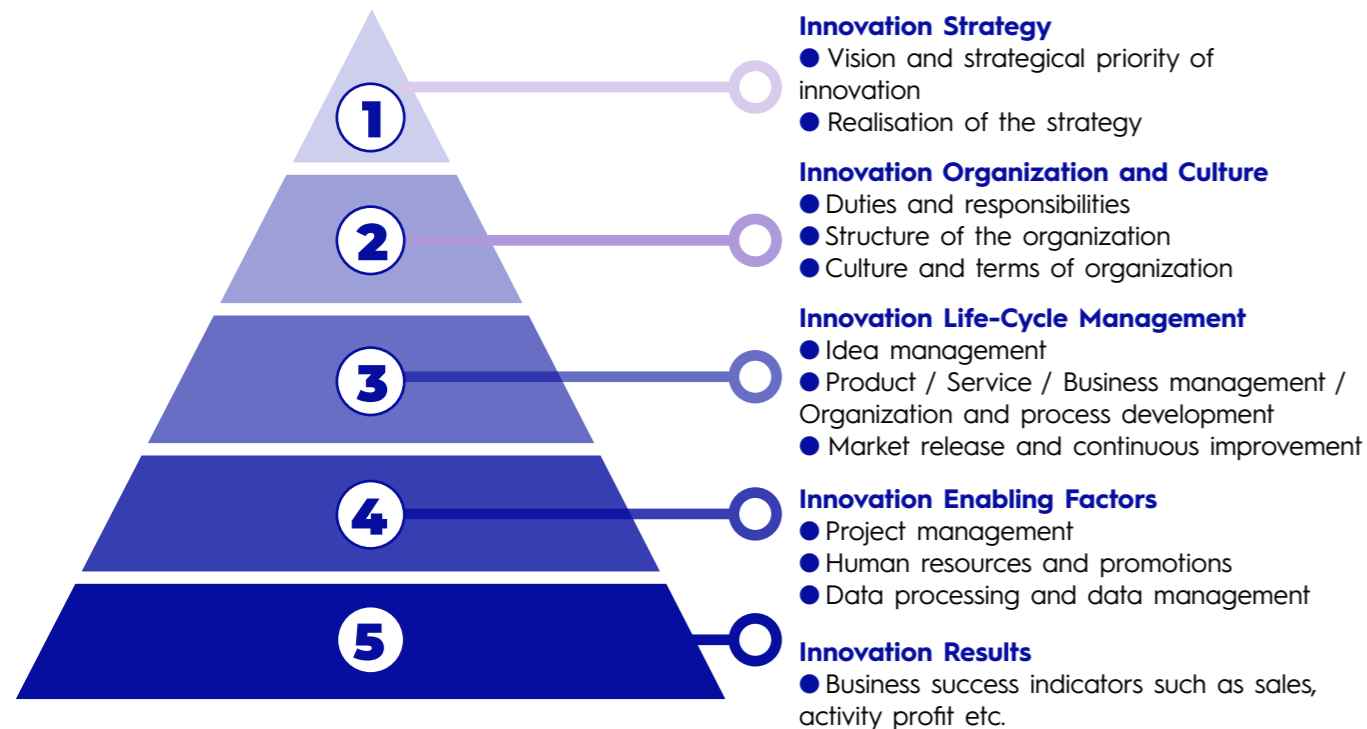 1
Innovation Strategy
● Vision and strategical priority of
innovation
● Realisation of the strategy
2
Innovation Organization and Culture
● Duties and responsibilities
● Structure of the organization
● Culture and terms of organization
3
Innovation Life-Cycle Management
● Idea management
● Product / Service / Business management /
Organization and process development
● Market release and continuous improvement
4
Innovation Enabling Factors
● Project management
● Human resources and promotions
● Data processing and data management
5
Innovation Results
● Business success indicators such as sales,
activity profit etc.